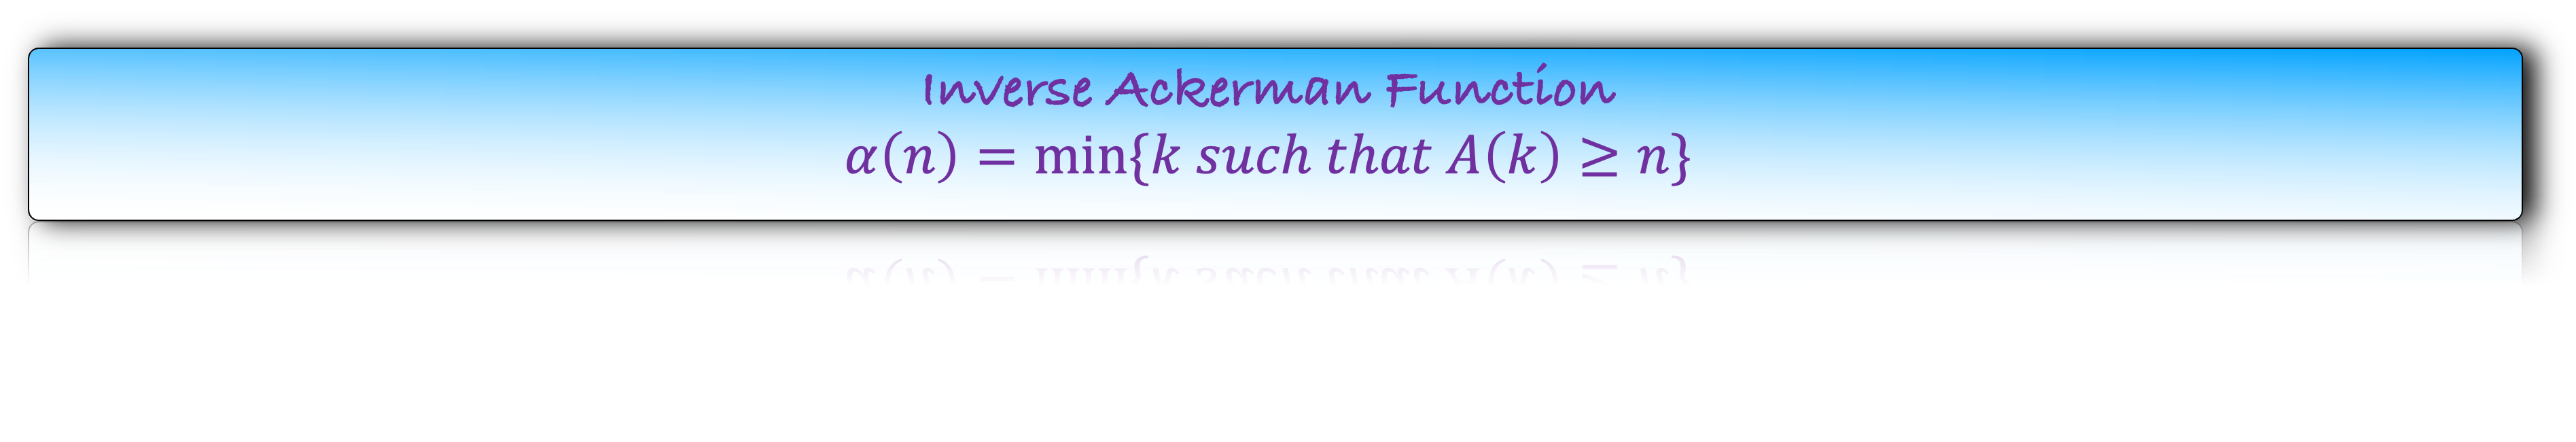 Inverse Ackerman Function
α(n) = min{k such that A(k) ≥ n}